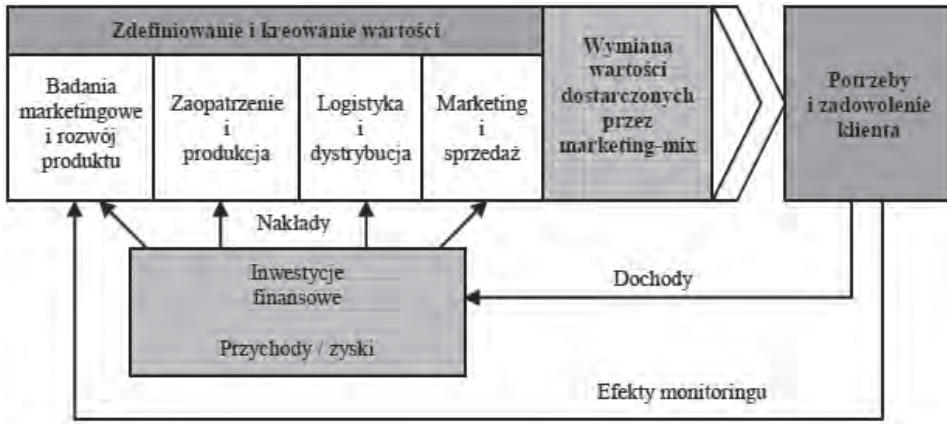 Zdefiniowanie i kreowanie wartości
Badania
marketingowe
i rozwój
produktu
Zaopatrzenie
i
produkcja
Logistyka
i
dystrybucja
Marketing
i
sprzedaż
Wymiana
wartości
dostarczonych
przez
marketing-mix
Potrzeby
i zadowolenie
klienta
Nakłady
Inwestycje
finansowe
Przychody / zyski
Dochody
Efekty monitoringu